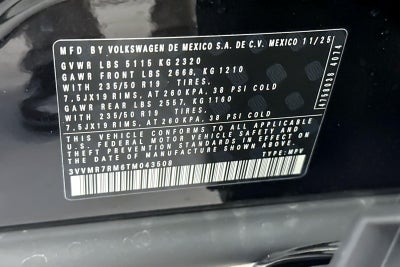 MFD BY VOLKSWAGEN DE MEXICO S.A. DE C.V. MEXICO 11/25
GVWR LBS 5115 KG 2320
GAWR FRONT LBS 2668, KG 1210
WITH 235/50 R19 TIRES.
7.5JX19 RIMS. AT 260KPA. 38 PSI COLD
GAWR REAR LBS 2557, KG 1160
WITH 235/50 R19 TIRES.
7.5JX19 RIMS. AT 260KPA. 38 PSI COLD
THIS VEHICLE CONFORMS TO ALL APPLICABLE
U.S. FEDERAL MOTOR VEHICLE SAFETY AND
THEFT PREVENTION STANDARDS IN EFFECT ON THE
DATE OF MANUFACTURE SHOWN ABOVE.
3VVMR7RM6TM043508 TYPE: MPV